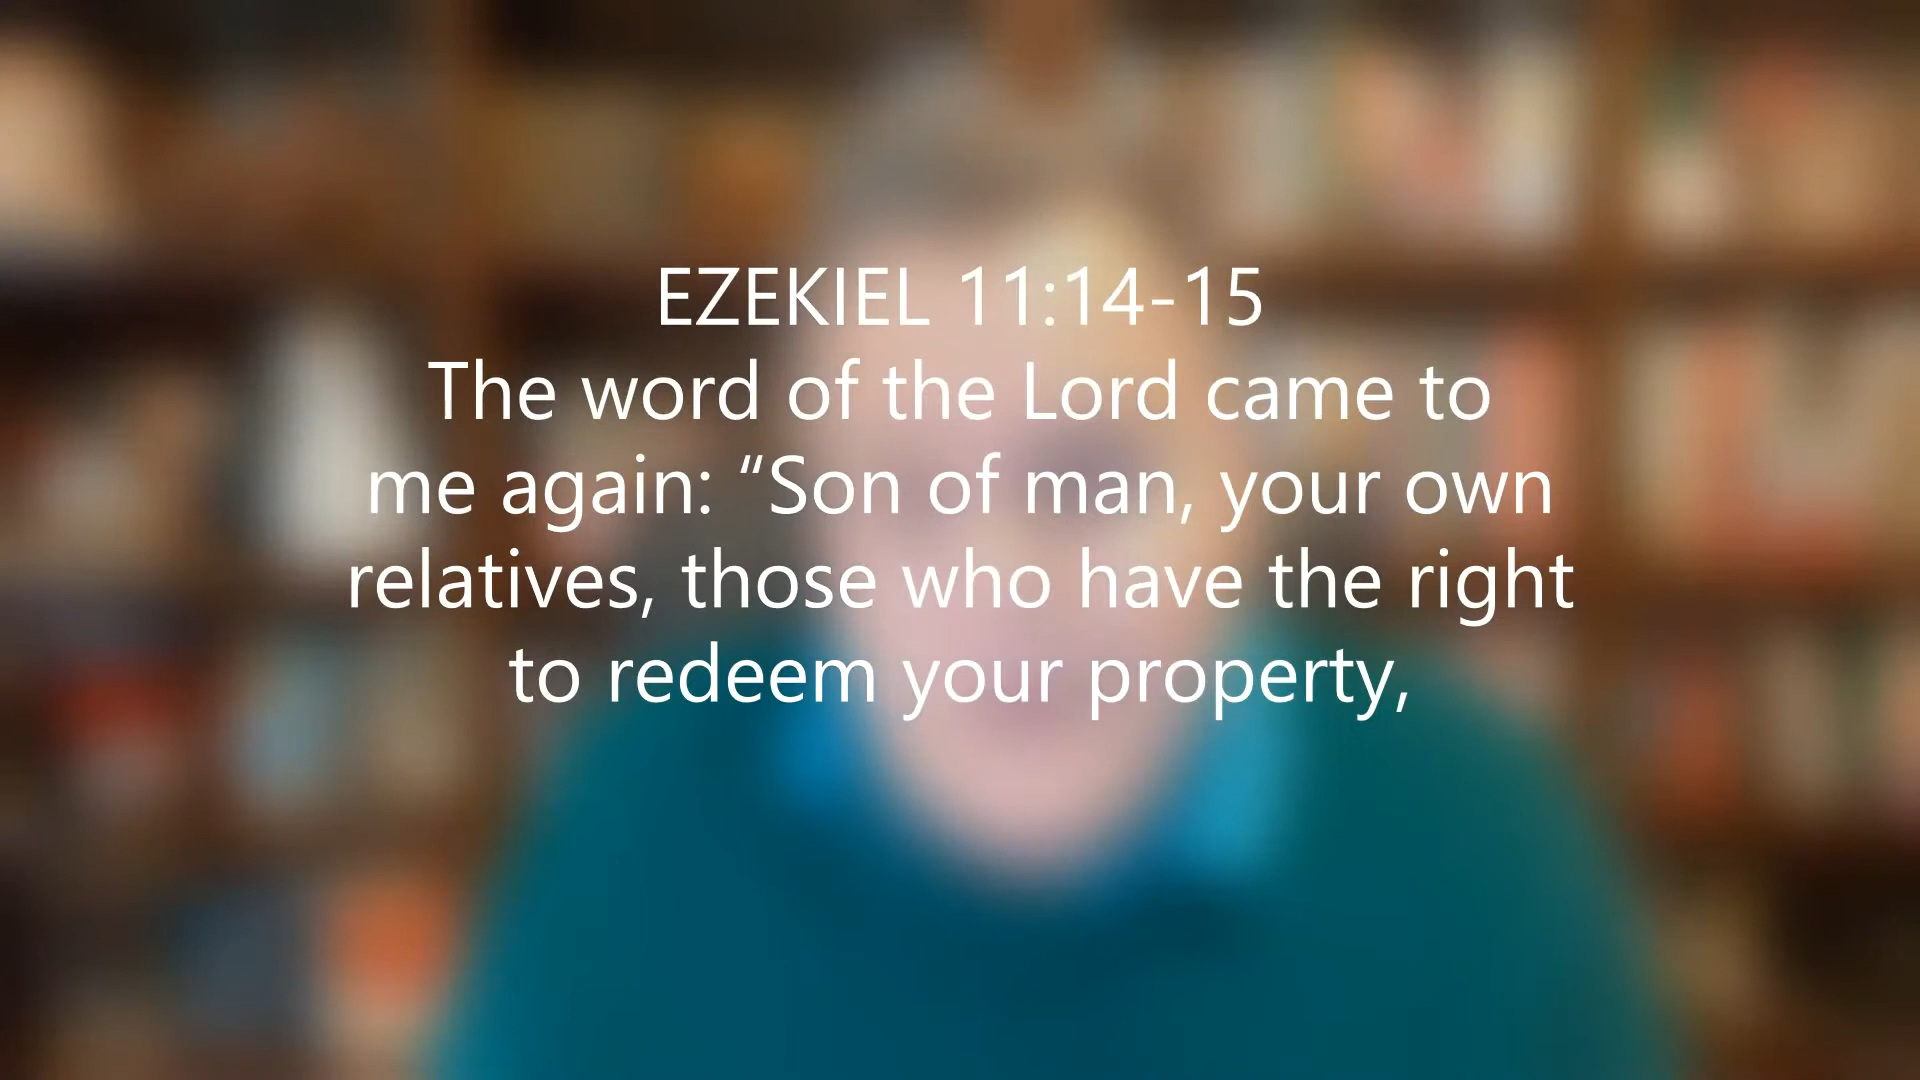 EZEKIEL 11:14-15
The word of the Lord came to
me again: “Son of man, your own
relatives, those who have the right
to redeem your property,